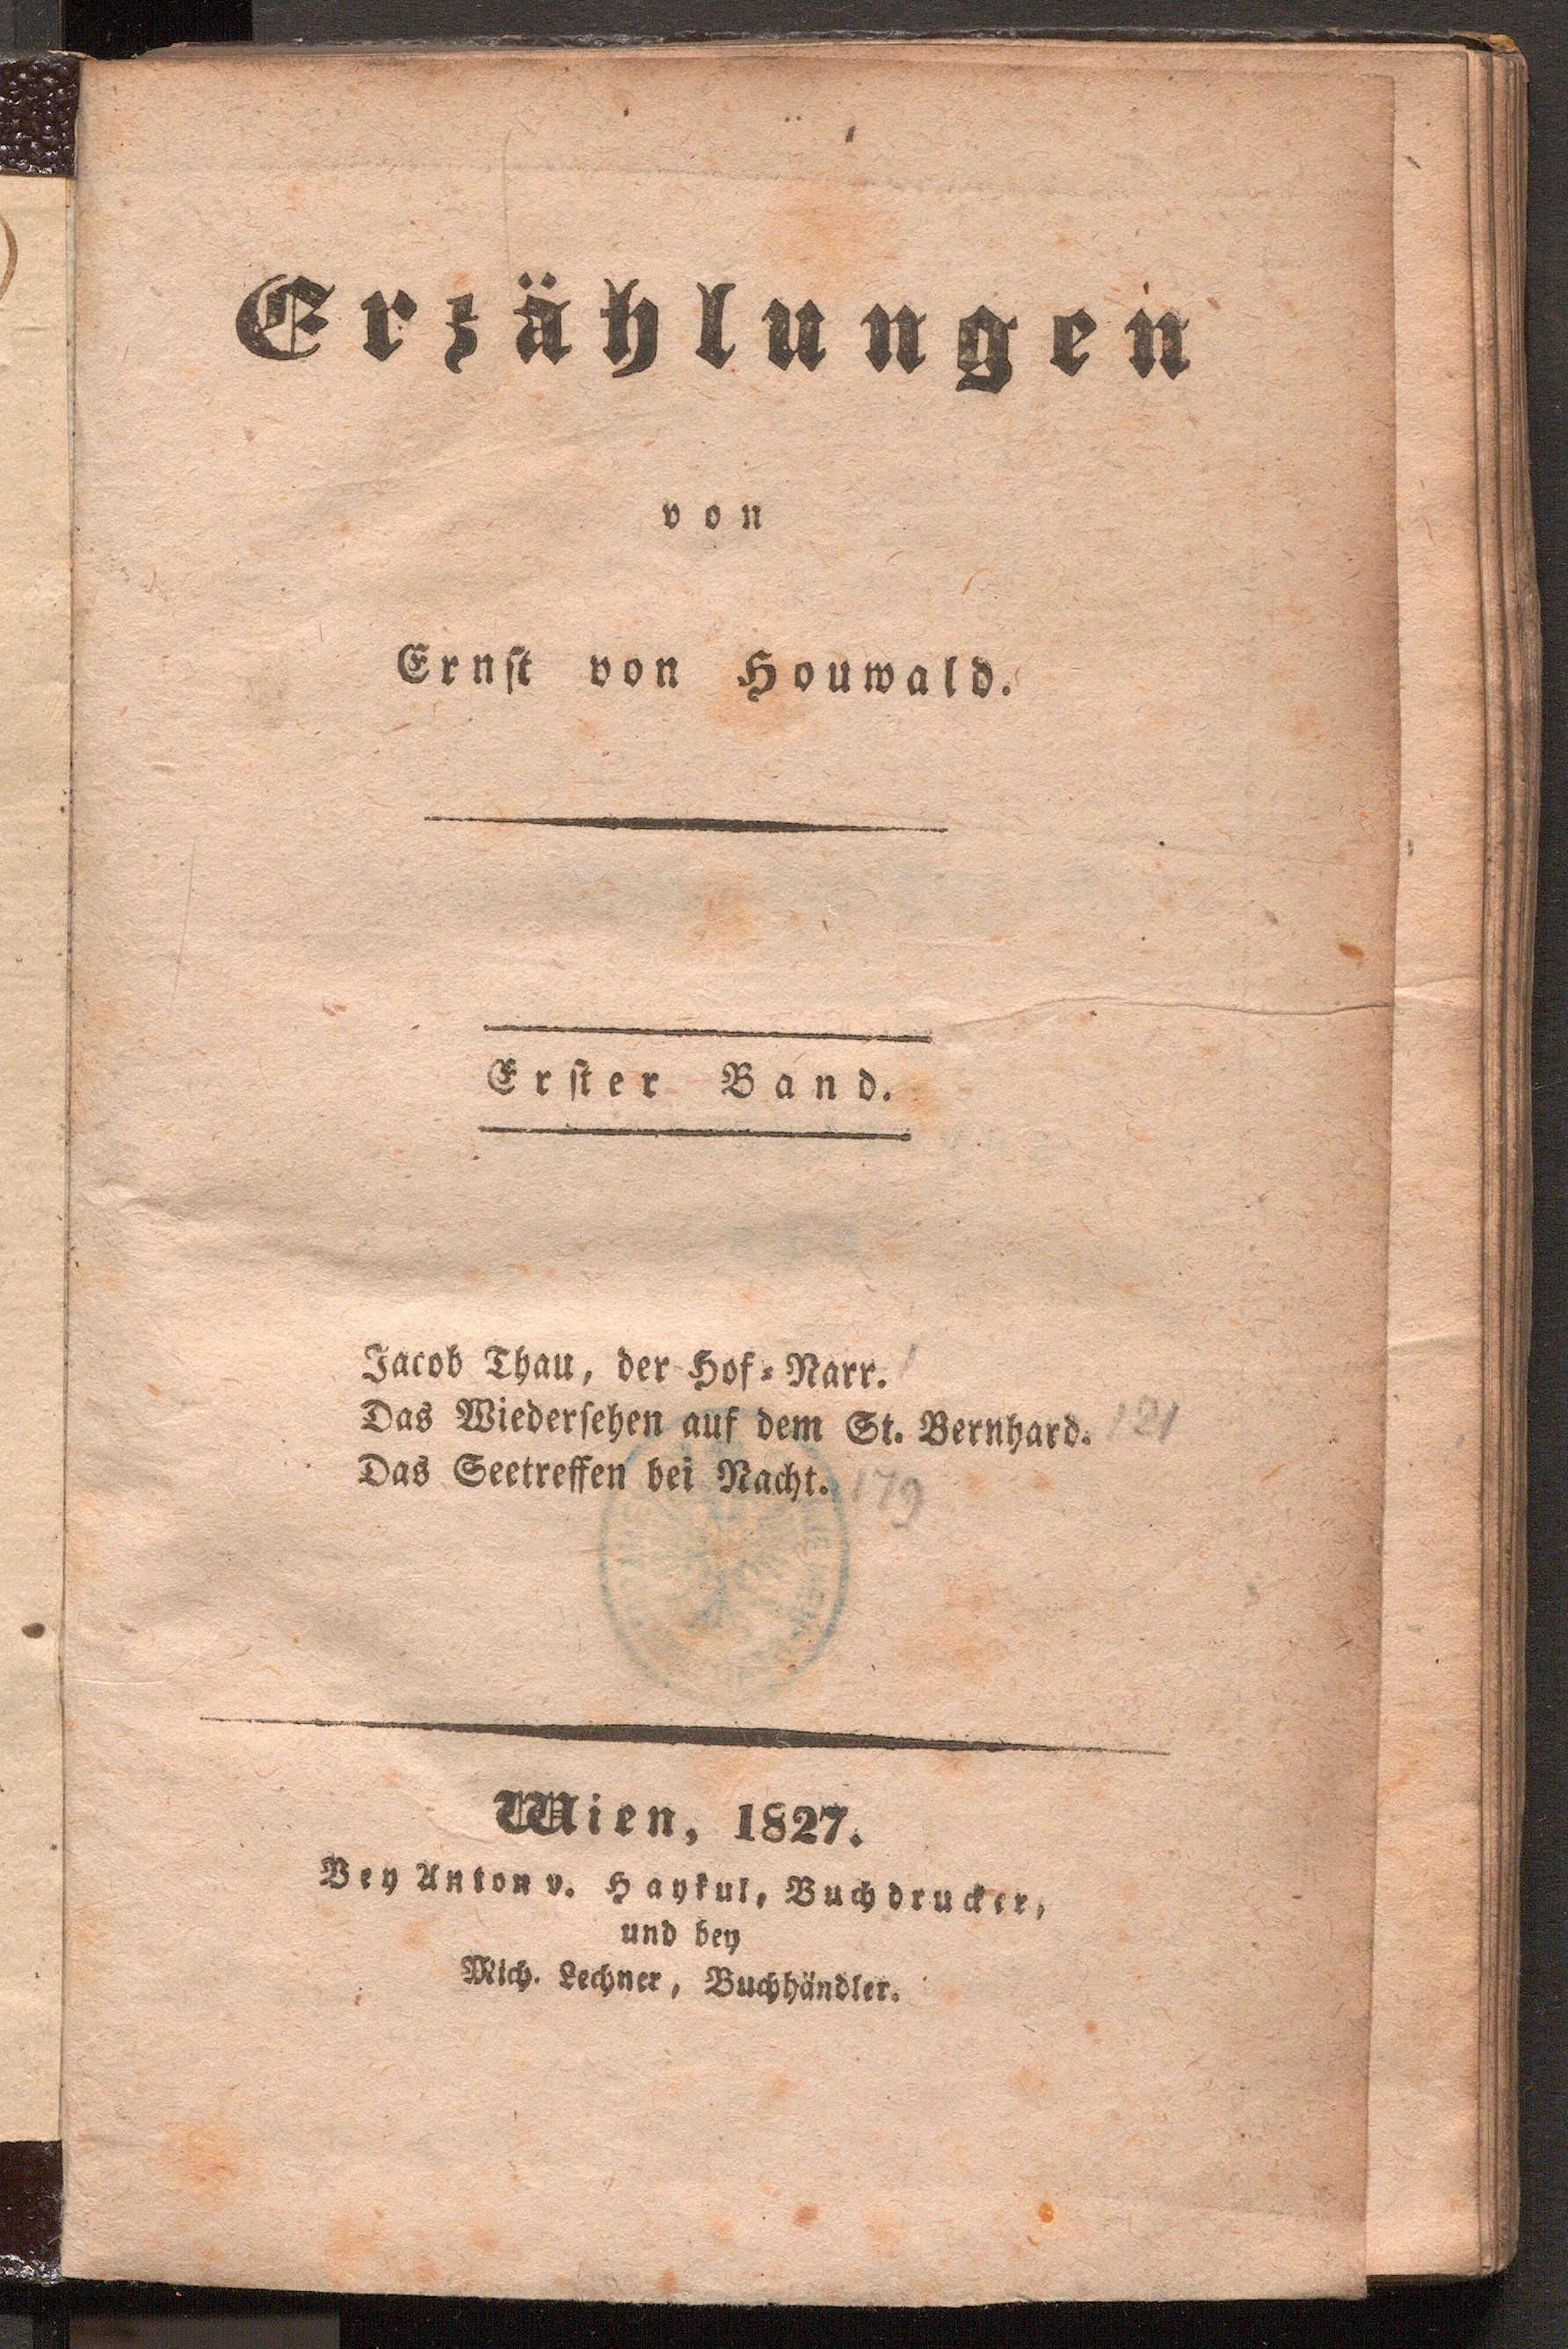 Erzählungen
von
Ernſt von Houwald.
Erſter Band.
Jacob Thau, der Hof-Narr. 1
Das Wiederſehen auf dem St. Bernhard. 121
Das Seetreffen bei Nacht. 179
Wien, 1827.
Bey Anton v. Haykul, Buchdrucker,
und bey
Mich. Lechner, Buchhändler.